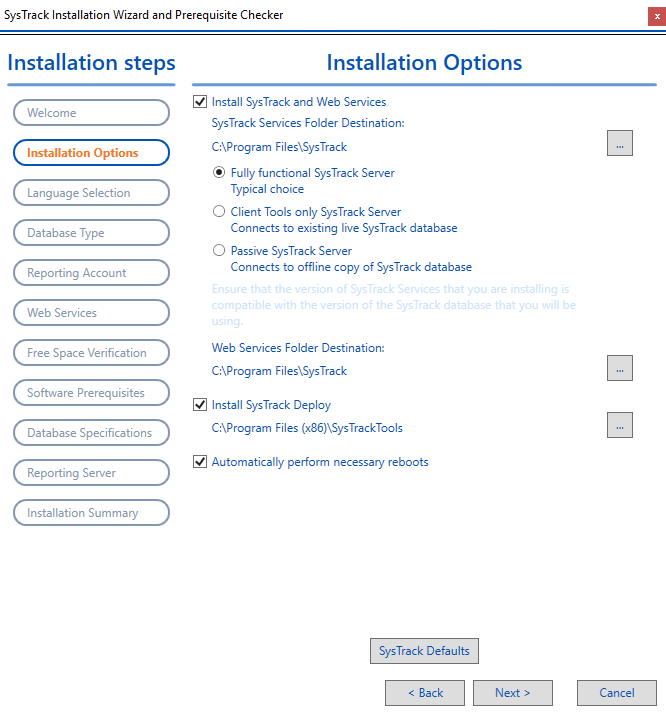 SysTrack Installation Wizard and Prerequisite Checker
x
Installation steps
Welcome
Installation Options
Language Selection
Database Type
Reporting Account
Web Services
Free Space Verification
Software Prerequisites
Database Specifications
Reporting Server
Installation Summary
Installation Options
Install SysTrack and Web Services
SysTrack Services Folder Destination:
C:\Program Files\SysTrack
...
Fully functional SysTrack Server
Typical choice
Client Tools only SysTrack Server
Connects to existing live SysTrack database
Passive SysTrack Server
Connects to offline copy of SysTrack database
Ensure that the version of SysTrack Services that you are installing is
compatible with the version of the SysTrack database that you will be
using.
Web Services Folder Destination:
C:\Program Files\SysTrack
...
Install SysTrack Deploy
C:\Program Files (x86)\SysTrackTools
...
Automatically perform necessary reboots
SysTrack Defaults
< Back
Next >
Cancel